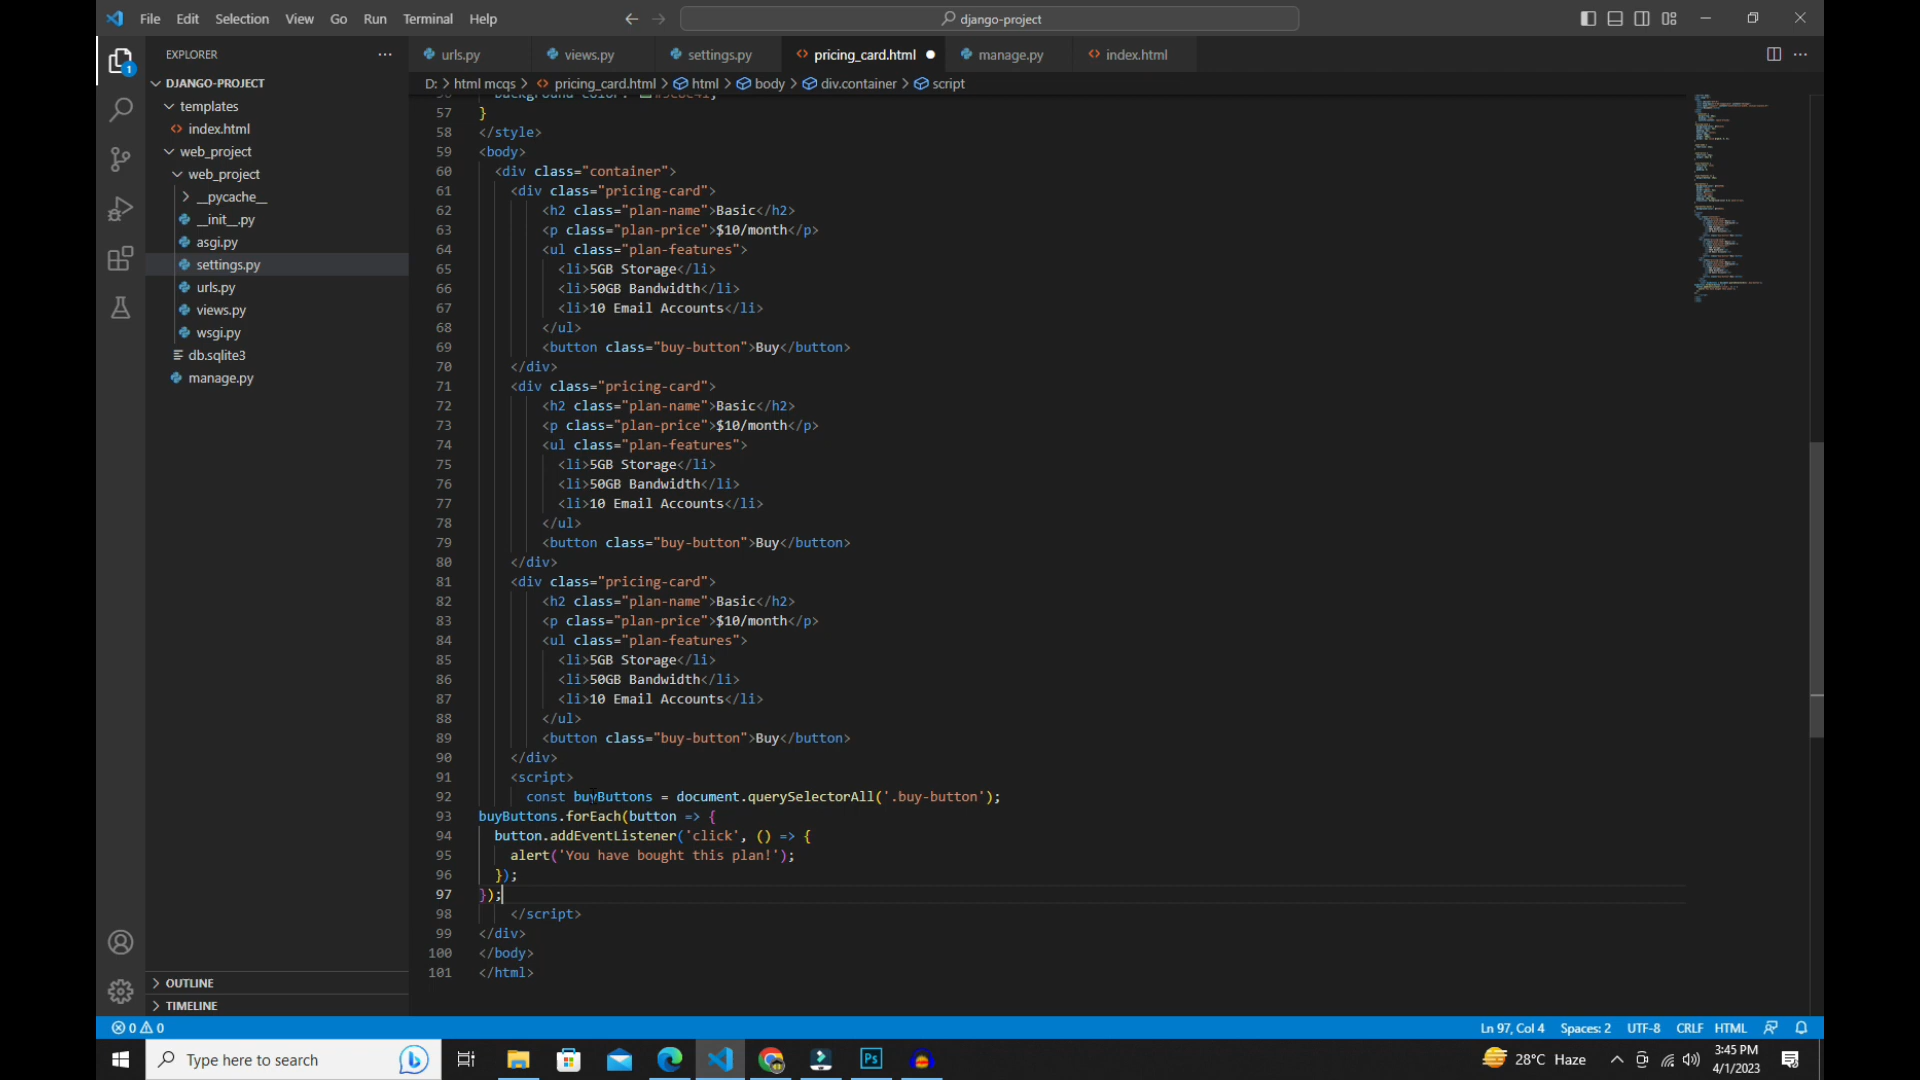 File Edit Selection View Go Run Terminal Help
django-project
EXPLORER
urls.py
views.py
settings.py
pricing_card.html
manage.py
index.html
D: > html mcqs > pricing_card.html > html > body > div.container > script
1
DJANGO-PROJECT
templates
index.html
web_project
web_project
__pycache__
__init__.py
asgi.py
settings.py
urls.py
views.py
wsgi.py
db.sqlite3
manage.py
OUTLINE
TIMELINE
57 }
58 </style>
59 <body>
60 <div class="container">
61 <div class="pricing-card">
62 <h2 class="plan-name">Basic</h2>
63 <p class="plan-price">$10/month</p>
64 <ul class="plan-features">
65 <li>5GB Storage</li>
66 <li>50GB Bandwidth</li>
67 <li>10 Email Accounts</li>
68 </ul>
69 <button class="buy-button">Buy</button>
70 </div>
71 <div class="pricing-card">
72 <h2 class="plan-name">Basic</h2>
73 <p class="plan-price">$10/month</p>
74 <ul class="plan-features">
75 <li>5GB Storage</li>
76 <li>50GB Bandwidth</li>
77 <li>10 Email Accounts</li>
78 </ul>
79 <button class="buy-button">Buy</button>
80 </div>
81 <div class="pricing-card">
82 <h2 class="plan-name">Basic</h2>
83 <p class="plan-price">$10/month</p>
84 <ul class="plan-features">
85 <li>5GB Storage</li>
86 <li>50GB Bandwidth</li>
87 <li>10 Email Accounts</li>
88 </ul>
89 <button class="buy-button">Buy</button>
90 </div>
91 <script>
92 const buyButtons = document.querySelectorAll('.buy-button');
93 buyButtons.forEach(button => {
94 button.addEventListener('click', () => {
95 alert('You have bought this plan!');
96 });
97 });
98 </script>
99 </div>
100 </body>
101 </html>
0 0
Ln 97, Col 4 Spaces: 2 UTF-8 CRLF HTML
Type here to search
Ps
28°C Haze
3:45 PM
4/1/2023